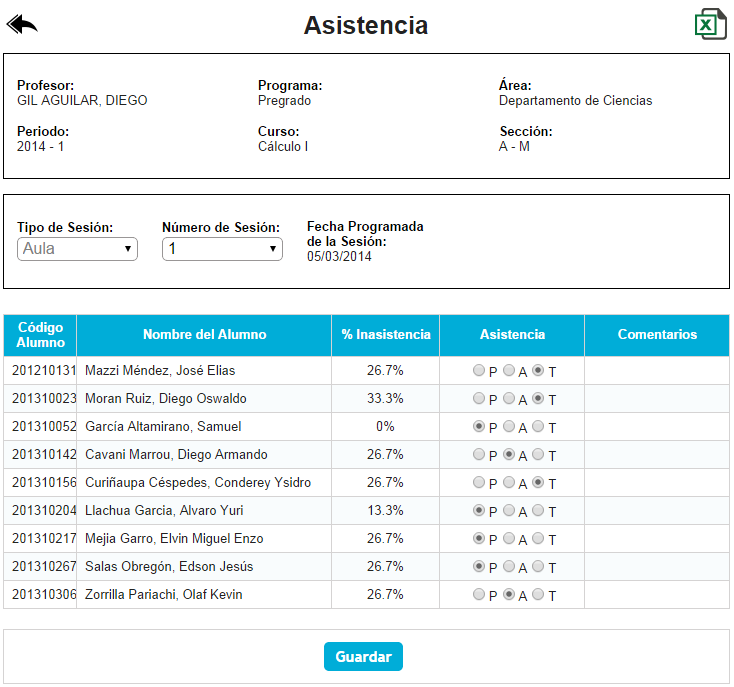 Asistencia
Profesor: Programa: Área:
GIL AGUILAR, DIEGO Pregrado Departamento de Ciencias
Periodo: Curso: Sección:
2014 - 1 Cálculo I A - M
Tipo de Sesión: Número de Sesión: Fecha Programada
de la Sesión:
Aula 1 05/03/2014
Código Alumno Nombre del Alumno % Inasistencia Asistencia Comentarios
201210131 Mazzi Méndez, José Elias 26.7% P A T
201310023 Moran Ruiz, Diego Oswaldo 33.3% P A T
201310052 García Altamirano, Samuel 0% P A T
201310142 Cavani Marrou, Diego Armando 26.7% P A T
201310156 Curiñaupa Céspedes, Conderey Ysidro 26.7% P A T
201310204 Llachua Garcia, Alvaro Yuri 13.3% P A T
201310217 Mejia Garro, Elvin Miguel Enzo 26.7% P A T
201310267 Salas Obregón, Edson Jesús 26.7% P A T
201310306 Zorrilla Pariachi, Olaf Kevin 26.7% P A T
Guardar